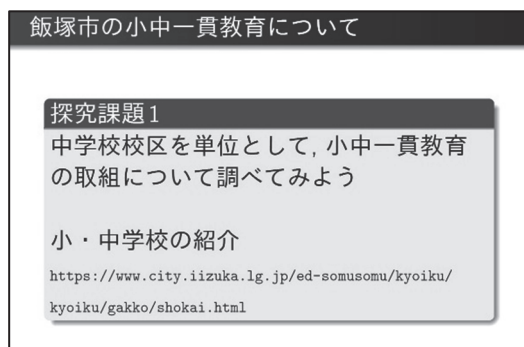 飯塚市の小中一貫教育について
探究課題1
中学校校区を単位として, 小中一貫教育
の取組について調べてみよう
小・中学校の紹介
https://www.city.iizuka.lg.jp/ed-somusomu/kyoiku/
kyoiku/gakko/shokai.html